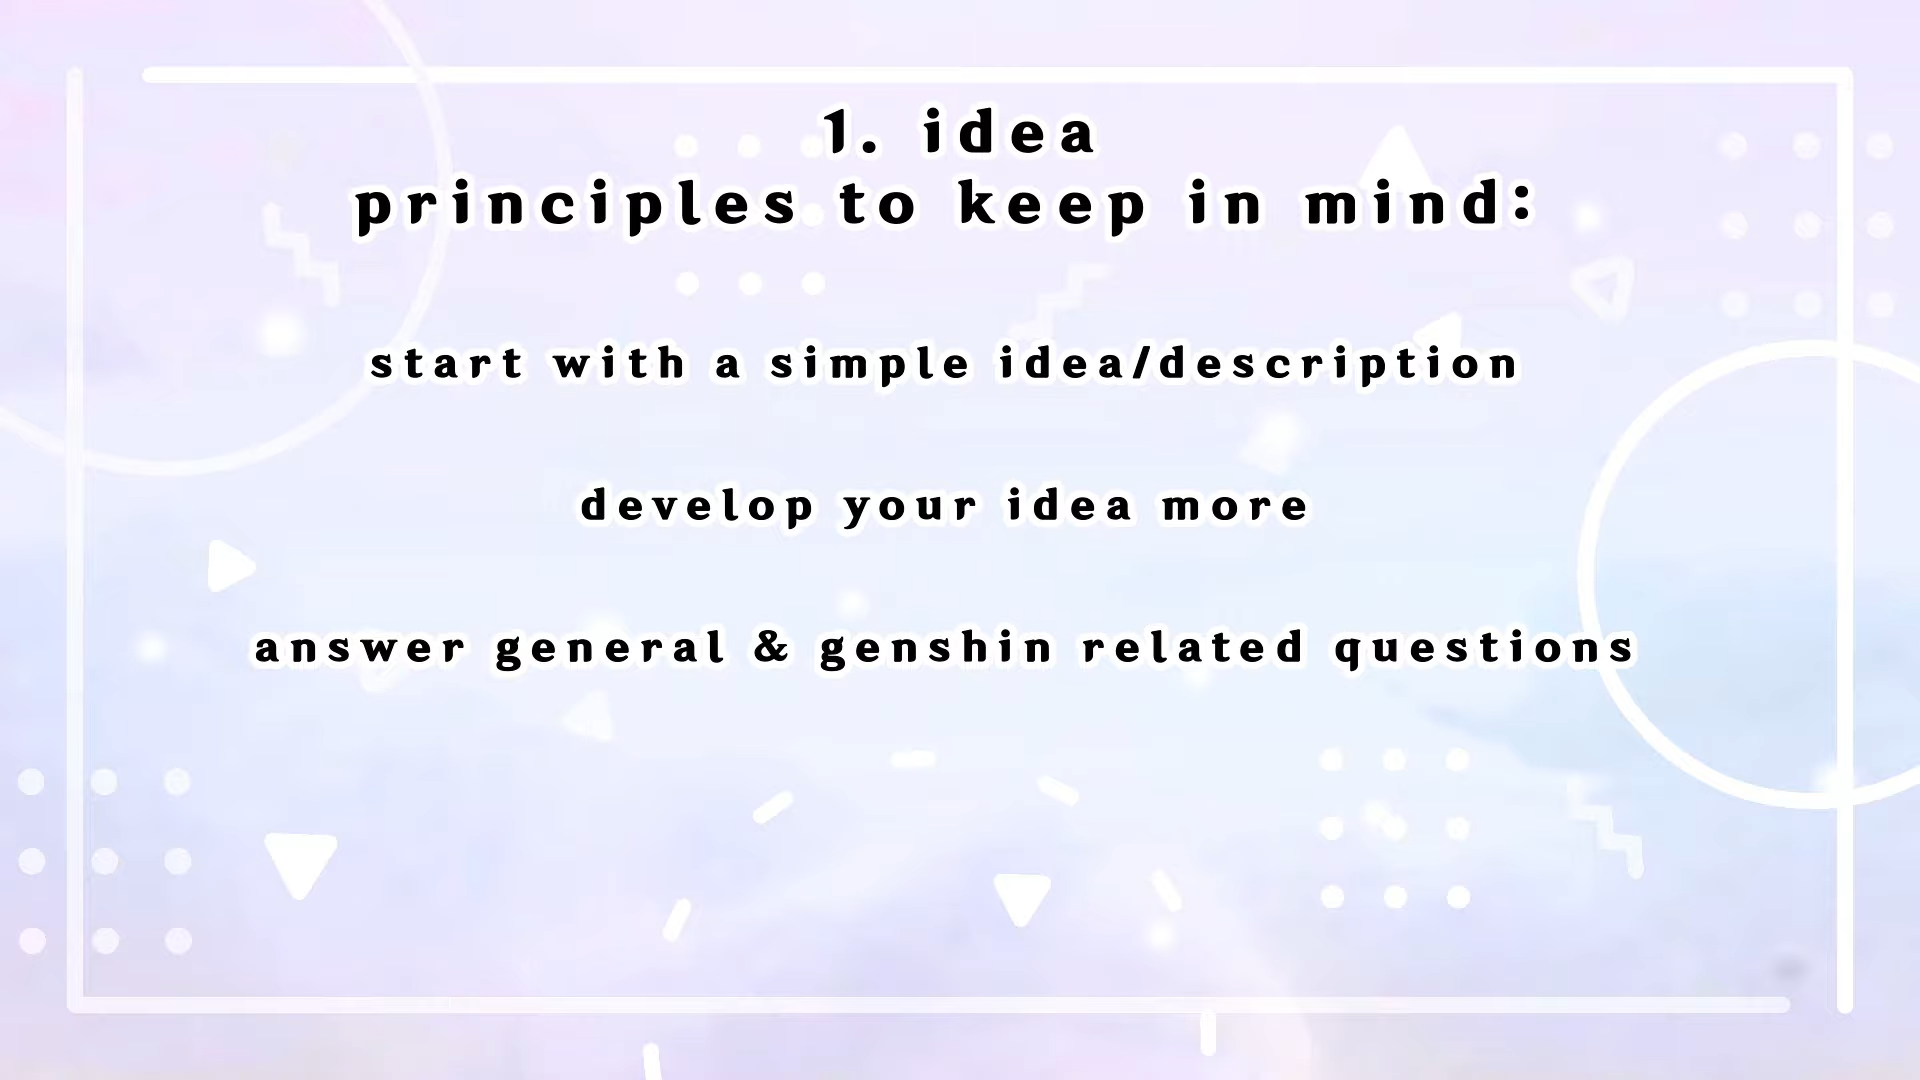 1. idea
principles to keep in mind:
start with a simple idea/description
develop your idea more
answer general & genshin related questions